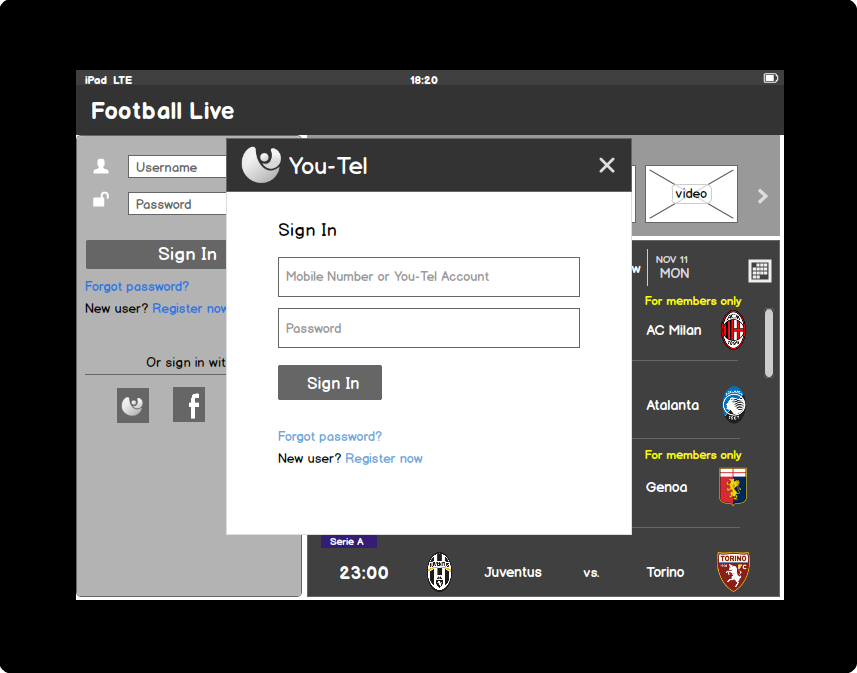 iPad LTE 18:20
Football Live
Username
Password
Sign In
Forgot password?
New user? Register now
Or sign in wit
You-Tel
Sign In
Mobile Number or You-Tel Account
Password
Sign In
Forgot password?
New user? Register now
video
w
NOV 11
MON
For members only
AC Milan
Atalanta
For members only
Genoa
Serie A
23:00 Juventus vs. Torino
TORINO
FC